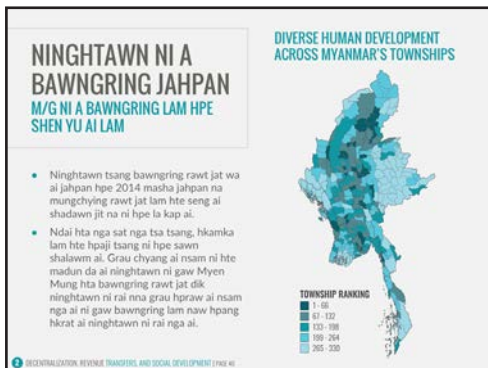 NINGHTAWN NI A
BAWNGRING JAHPAN
M/G NI A BAWNGRING LAM HPE
SHEN YU AI LAM
• Ninghtawn tsang bawngring rawt jat wa
ai jahpan hpe 2014 masha jahpan na
mungchying rawt jat lam hte seng ai
shadawn jit na ni hpe la kap ai.
• Ndai hta nga sat nga tsa tsang, hkamka
lam hte hpaji tsang ni hpe sawn
shalawm ai. Grau chyang ai nsam ni hte
madun da ai ninghtawn ni gaw Myen
Mung hta bawngring rawt jat dik
ninghtawn ni rai nna grau hpraw ai nsam
nga ai ni gaw bawngring lam naw hpang
hkrat ai ninghtawn ni rai nga ai.
DIVERSE HUMAN DEVELOPMENT
ACROSS MYANMAR'S TOWNSHIPS
TOWNSHIP RANKING
1 - 66
67 - 132
133 - 198
199 - 264
265 - 330
2 DECENTRALIZATION, REVENUE TRANSFERS, AND SOCIAL DEVELOPMENT | PAGE 40